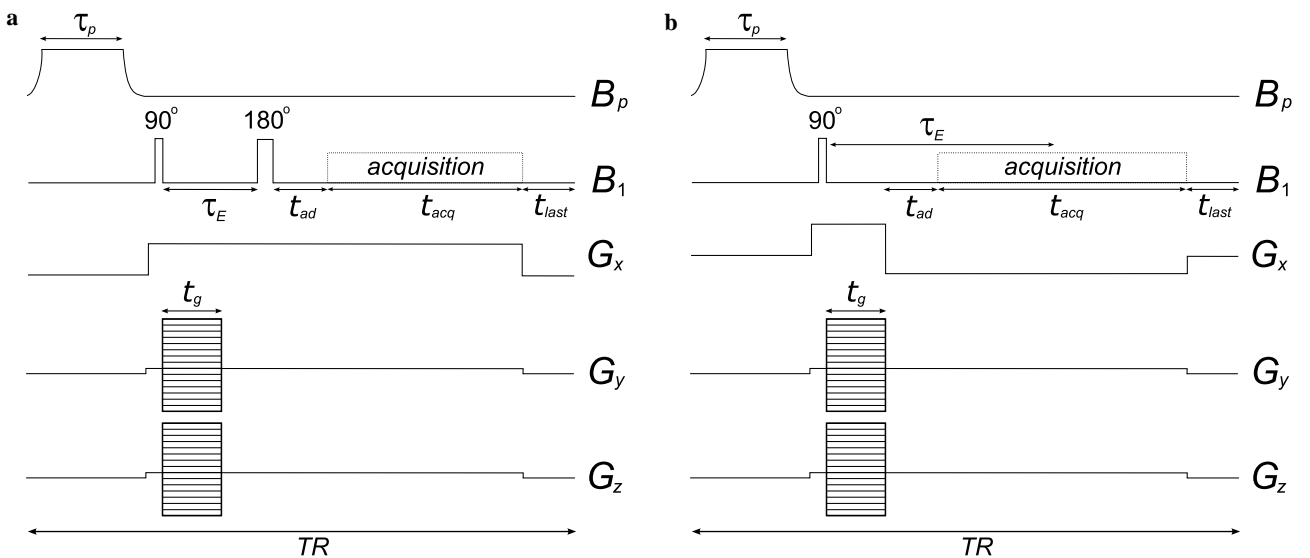 a
τp
Bp
90° 180°
acquisition
B1
τE tad tacq tlast
Gx
tg
Gy
Gz
TR
b
τp
Bp
90°
τE
acquisition
B1
tad tacq tlast
Gx
tg
Gy
Gz
TR